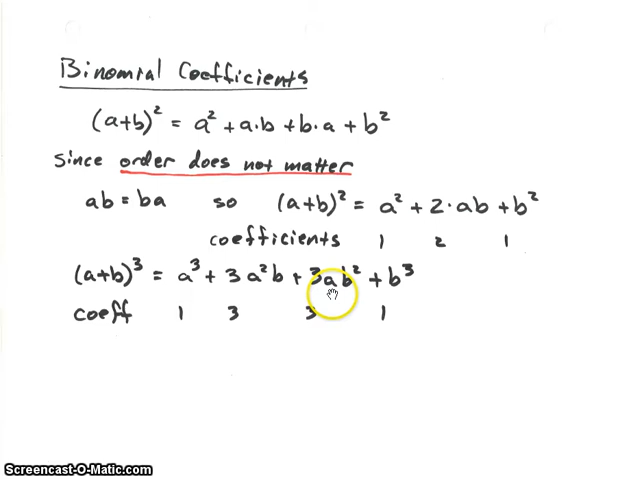 Binomial Coefficients
(a+b)² = a² + a·b + b·a + b²
Since order does not matter
ab = ba so (a+b)² = a² + 2·ab + b²
coefficients 1 2 1
(a+b)³ = a³ + 3a²b + 3ab² + b³
coeff 1 3 3 1
Screencast-O-Matic.com